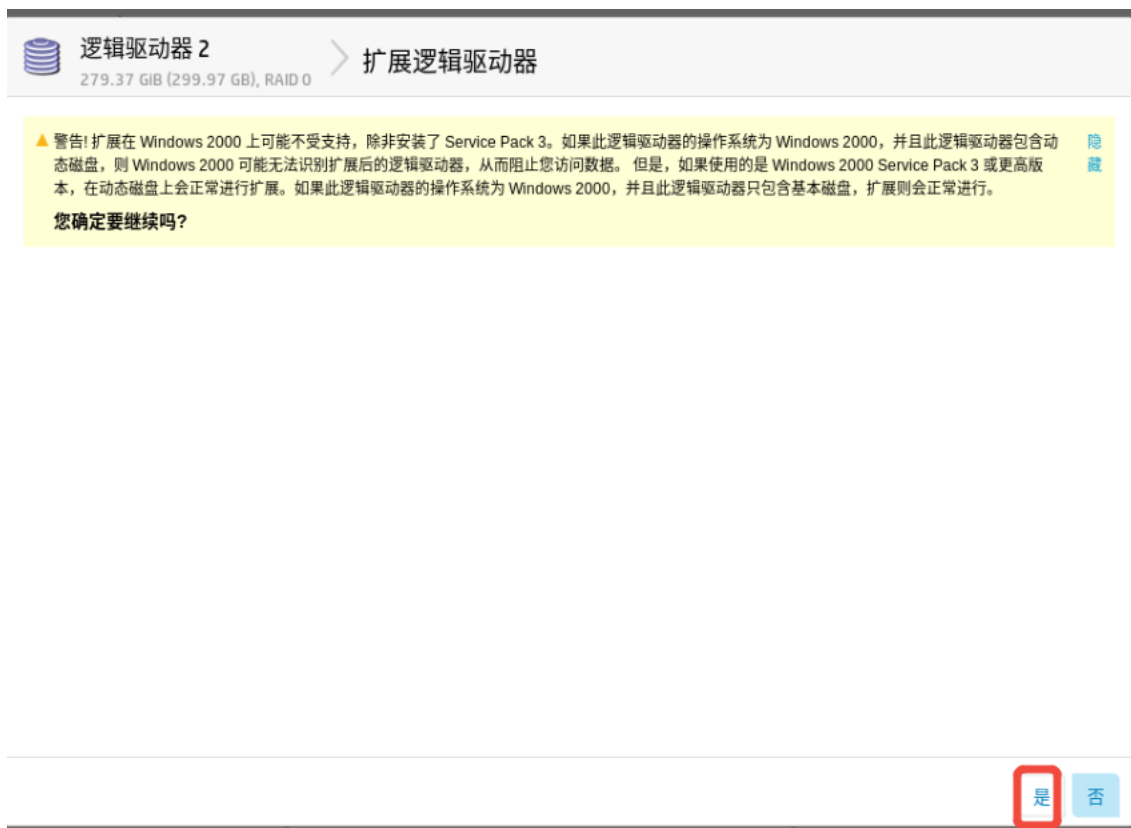 逻辑驱动器 2
279.37 GiB (299.97 GB), RAID 0
扩展逻辑驱动器
警告! 扩展在 Windows 2000 上可能不受支持，除非安装了 Service Pack 3。如果此逻辑驱动器的操作系统为 Windows 2000，并且此逻辑驱动器包含动
态磁盘，则 Windows 2000 可能无法识别扩展后的逻辑驱动器，从而阻止您访问数据。 但是，如果使用的是 Windows 2000 Service Pack 3 或更高版
本，在动态磁盘上会正常进行扩展。如果此逻辑驱动器的操作系统为 Windows 2000，并且此逻辑驱动器只包含基本磁盘，扩展则会正常进行。
您确定要继续吗?
隐
藏
是
否